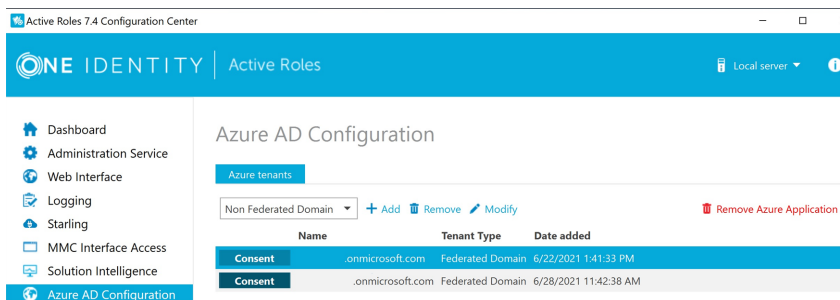 Active Roles 7.4 Configuration Center
ONE IDENTITY Active Roles
Local server
Dashboard
Administration Service
Web Interface
Logging
Starling
MMC Interface Access
Solution Intelligence
Azure AD Configuration
Azure AD Configuration
Azure tenants
Non Federated Domain Add Remove Modify Remove Azure Application
Name Tenant Type Date added
Consent .onmicrosoft.com Federated Domain 6/22/2021 1:41:33 PM
Consent .onmicrosoft.com Federated Domain 6/28/2021 11:42:38 AM